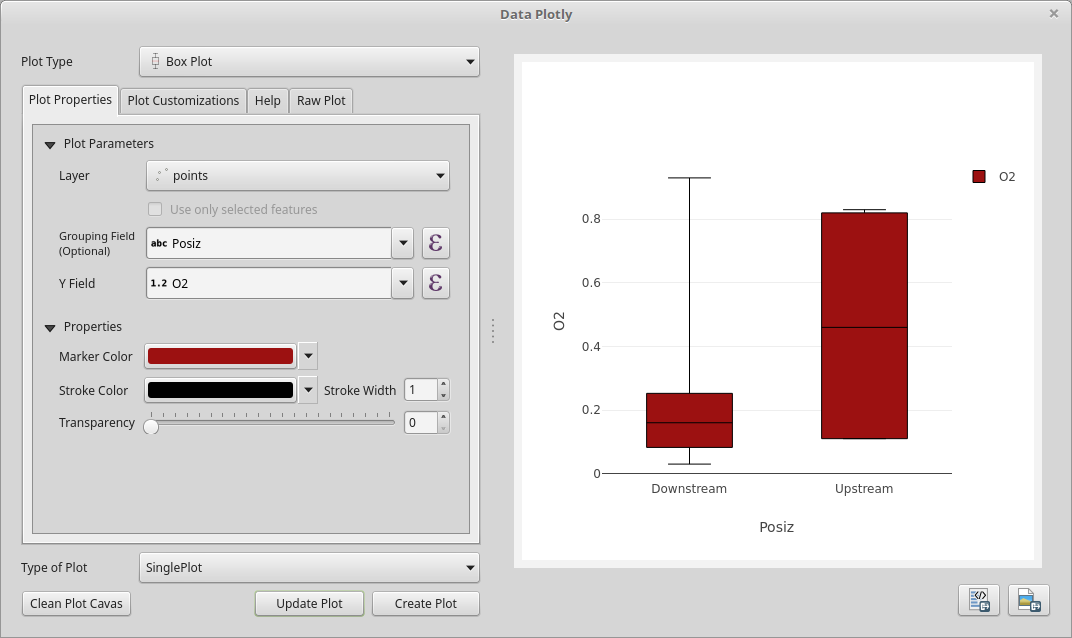 Data Plotly
Plot Type
Box Plot
Plot Properties
Plot Customizations
Help
Raw Plot
Plot Parameters
Layer
points
Use only selected features
Grouping Field
(Optional)
abc Posiz
ε
Y Field
1.2 O2
ε
Properties
Marker Color
Stroke Color
Stroke Width
1
Transparency
0
Type of Plot
SinglePlot
Clean Plot Cavas
Update Plot
Create Plot
O2
0.8
0.6
0.4
0.2
0
O2
Downstream
Upstream
Posiz